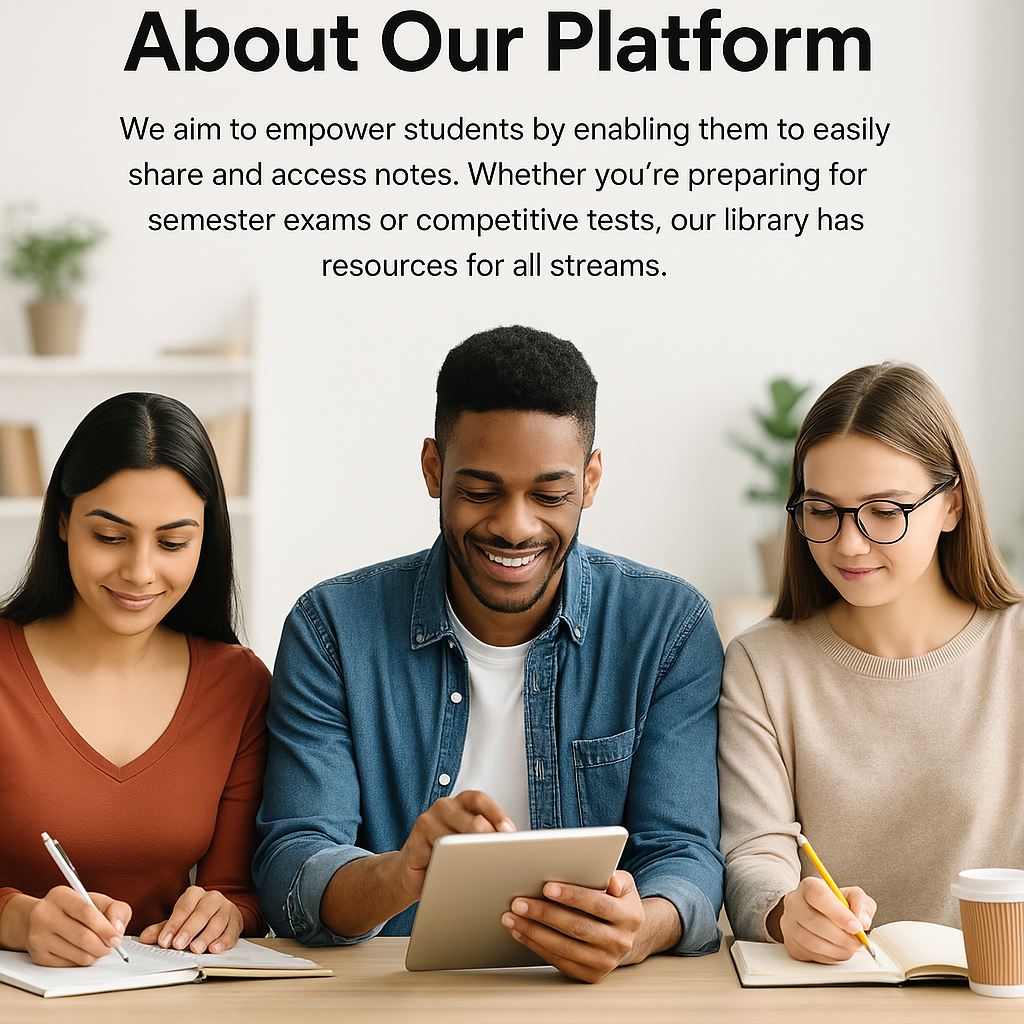 About Our Platform
We aim to empower students by enabling them to easily
share and access notes. Whether you’re preparing for
semester exams or competitive tests, our library has
resources for all streams.